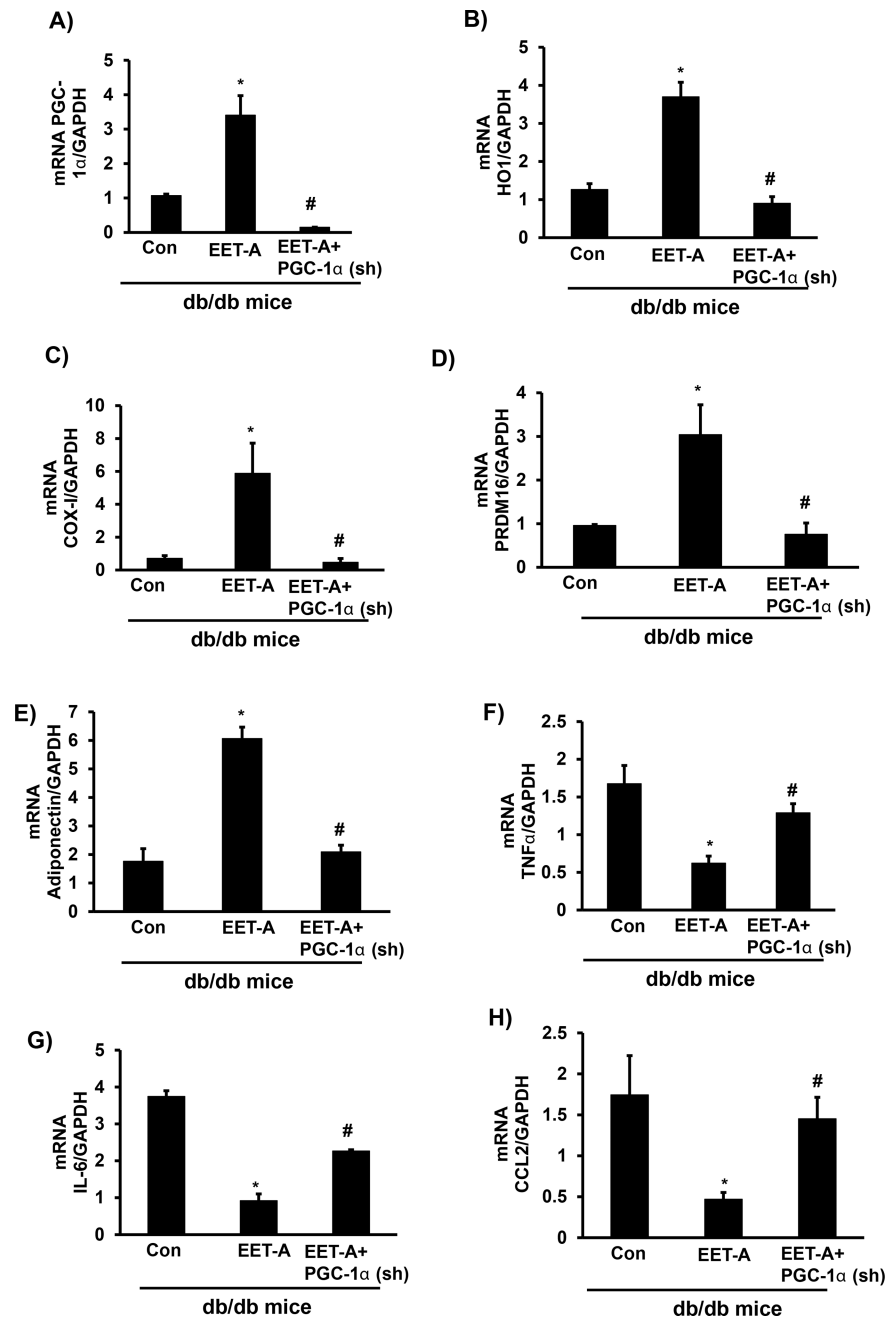 A)
mRNA PGC-
1α/GAPDH
5
4
3
2
1
0
*
#
Con
EET-A
EET-A+
PGC-1α (sh)
db/db mice
B)
mRNA
HO1/GAPDH
5
4
3
2
1
0
*
#
Con
EET-A
EET-A+
PGC-1α (sh)
db/db mice
C)
mRNA
COX-I/GAPDH
10
8
6
4
2
0
*
#
Con
EET-A
EET-A+
PGC-1α (sh)
db/db mice
D)
mRNA
PRDM16/GAPDH
4
3
2
1
0
*
#
Con
EET-A
EET-A+
PGC-1α (sh)
db/db mice
E)
mRNA
Adiponectin/GAPDH
7
6
5
4
3
2
1
0
*
#
Con
EET-A
EET-A+
PGC-1α (sh)
db/db mice
F)
mRNA
TNFα/GAPDH
2.5
2
1.5
1
0.5
0
*
#
Con
EET-A
EET-A+
PGC-1α (sh)
db/db mice
G)
mRNA
IL-6/GAPDH
5
4
3
2
1
0
*
#
Con
EET-A
EET-A+
PGC-1α (sh)
db/db mice
H)
mRNA
CCL2/GAPDH
2.5
2
1.5
1
0.5
0
*
#
Con
EET-A
EET-A+
PGC-1α (sh)
db/db mice